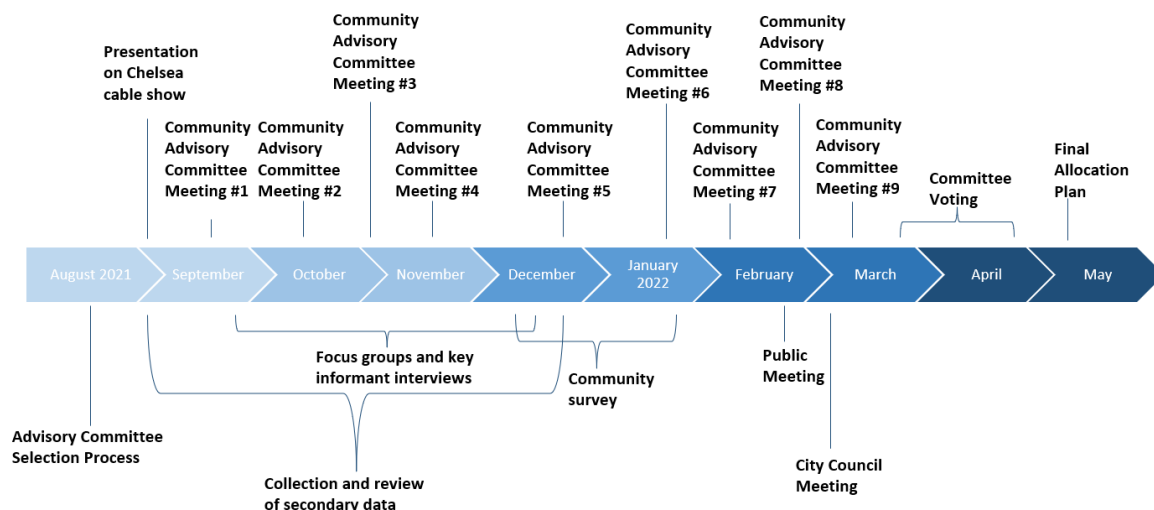 Presentation
on Chelsea
cable show
Community
Advisory
Committee
Meeting #1
Community
Advisory
Committee
Meeting #2
Community
Advisory
Committee
Meeting #3
Community
Advisory
Committee
Meeting #4
Community
Advisory
Committee
Meeting #5
Community
Advisory
Committee
Meeting #6
Community
Advisory
Committee
Meeting #7
Community
Advisory
Committee
Meeting #8
Community
Advisory
Committee
Meeting #9
Committee
Voting
Final
Allocation
Plan
August 2021
September
October
November
December
January
2022
February
March
April
May
Advisory Committee
Selection Process
Focus groups and key
informant interviews
Collection and review
of secondary data
Community
survey
Public
Meeting
City Council
Meeting